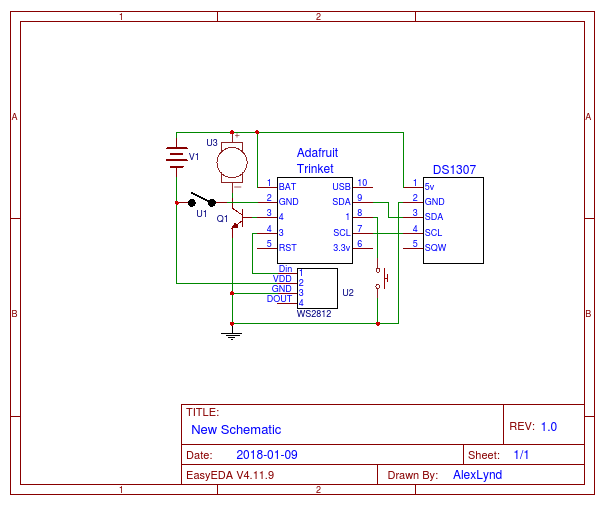 1 2
A A
U3 +
Adafruit
Trinket
DS1307
V1
1 BAT USB 10
1 5v
2 GND SDA 9
2 GND
U1
Q1
3 4 1 8
3 SDA
4 3 SCL 7
4 SCL
5 RST 3.3v 6
5 SQW
Din 1
VDD 2
GND 3
DOUT 4
U2
WS2812
B B
TITLE:
New Schematic
REV: 1.0
Date: 2018-01-09
Sheet: 1/1
EasyEDA V4.11.9
Drawn By: AlexLynd
1 2